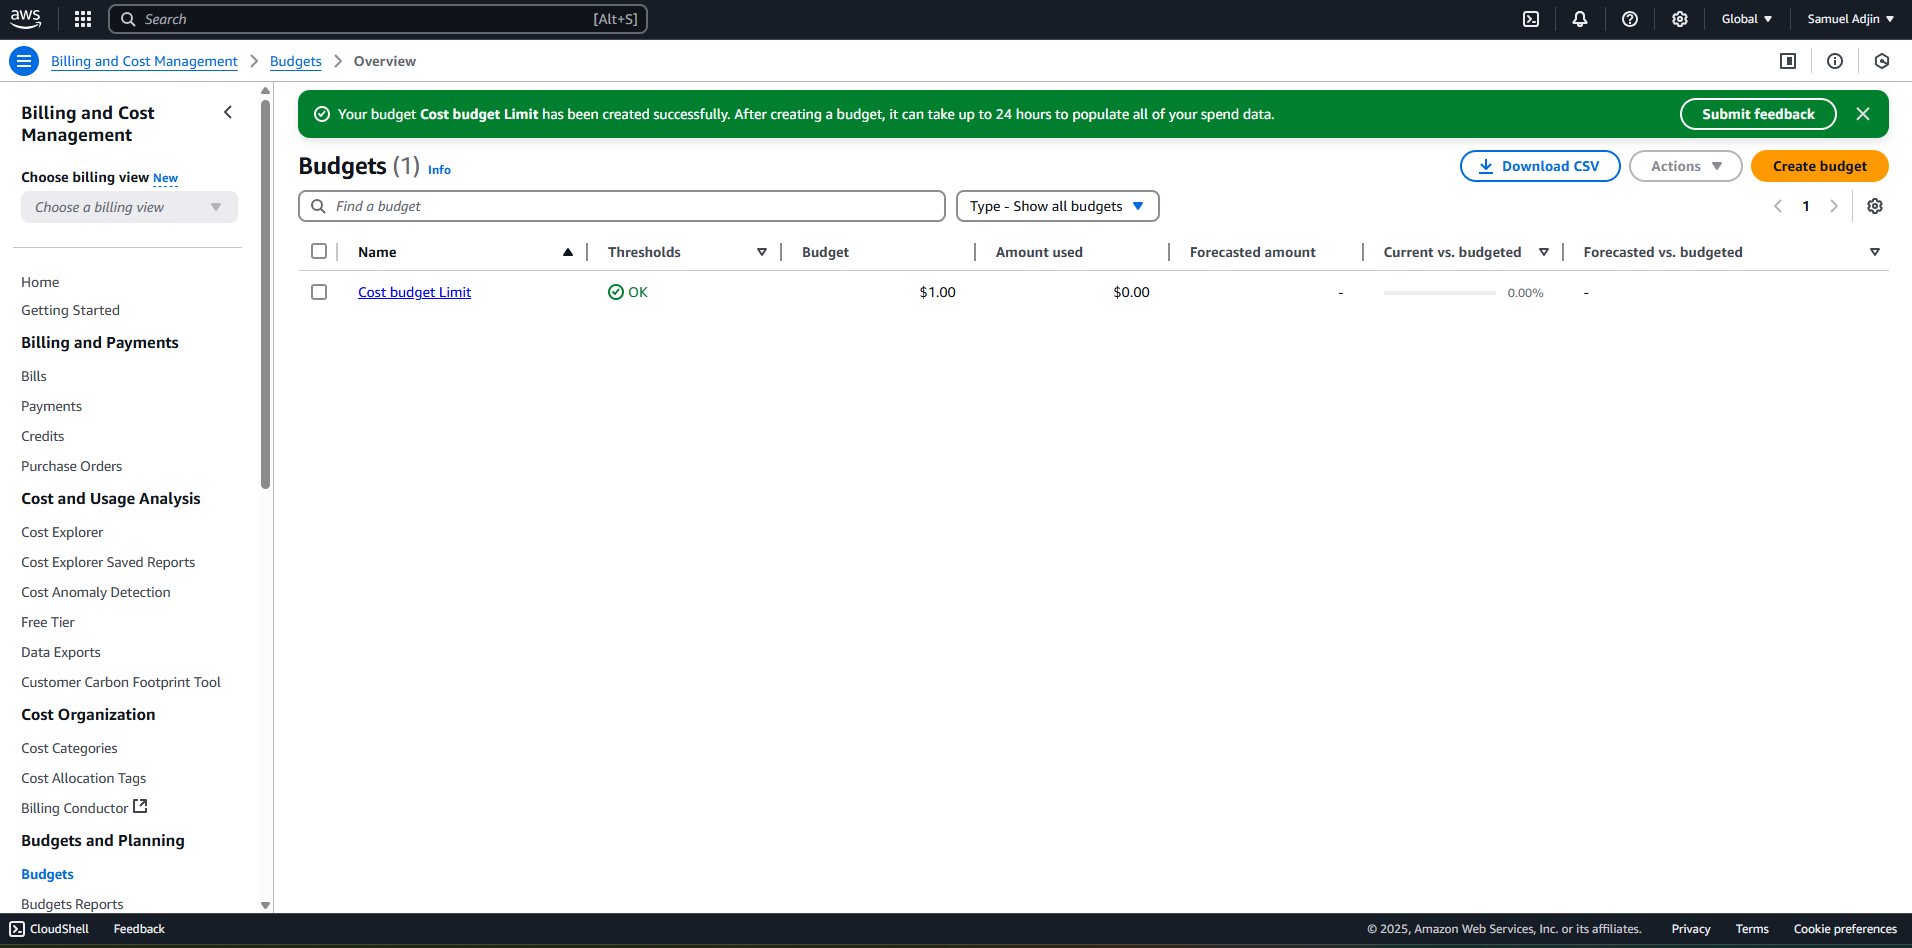 aws
Search [Alt+S]
Global Samuel Adjin
Billing and Cost Management Budgets Overview
Billing and Cost
Management
Choose billing view New
Choose a billing view
Home
Getting Started
Billing and Payments
Bills
Payments
Credits
Purchase Orders
Cost and Usage Analysis
Cost Explorer
Cost Explorer Saved Reports
Cost Anomaly Detection
Free Tier
Data Exports
Customer Carbon Footprint Tool
Cost Organization
Cost Categories
Cost Allocation Tags
Billing Conductor
Budgets and Planning
Budgets
Budgets Reports
Your budget Cost budget Limit has been created successfully. After creating a budget, it can take up to 24 hours to populate all of your spend data.
Submit feedback
Budgets (1) Info
Download CSV Actions Create budget
Find a budget Type - Show all budgets
1
Name Thresholds Budget Amount used Forecasted amount Current vs. budgeted Forecasted vs. budgeted
Cost budget Limit OK $1.00 $0.00 - 0.00% -
CloudShell Feedback © 2025, Amazon Web Services, Inc. or its affiliates. Privacy Terms Cookie preferences